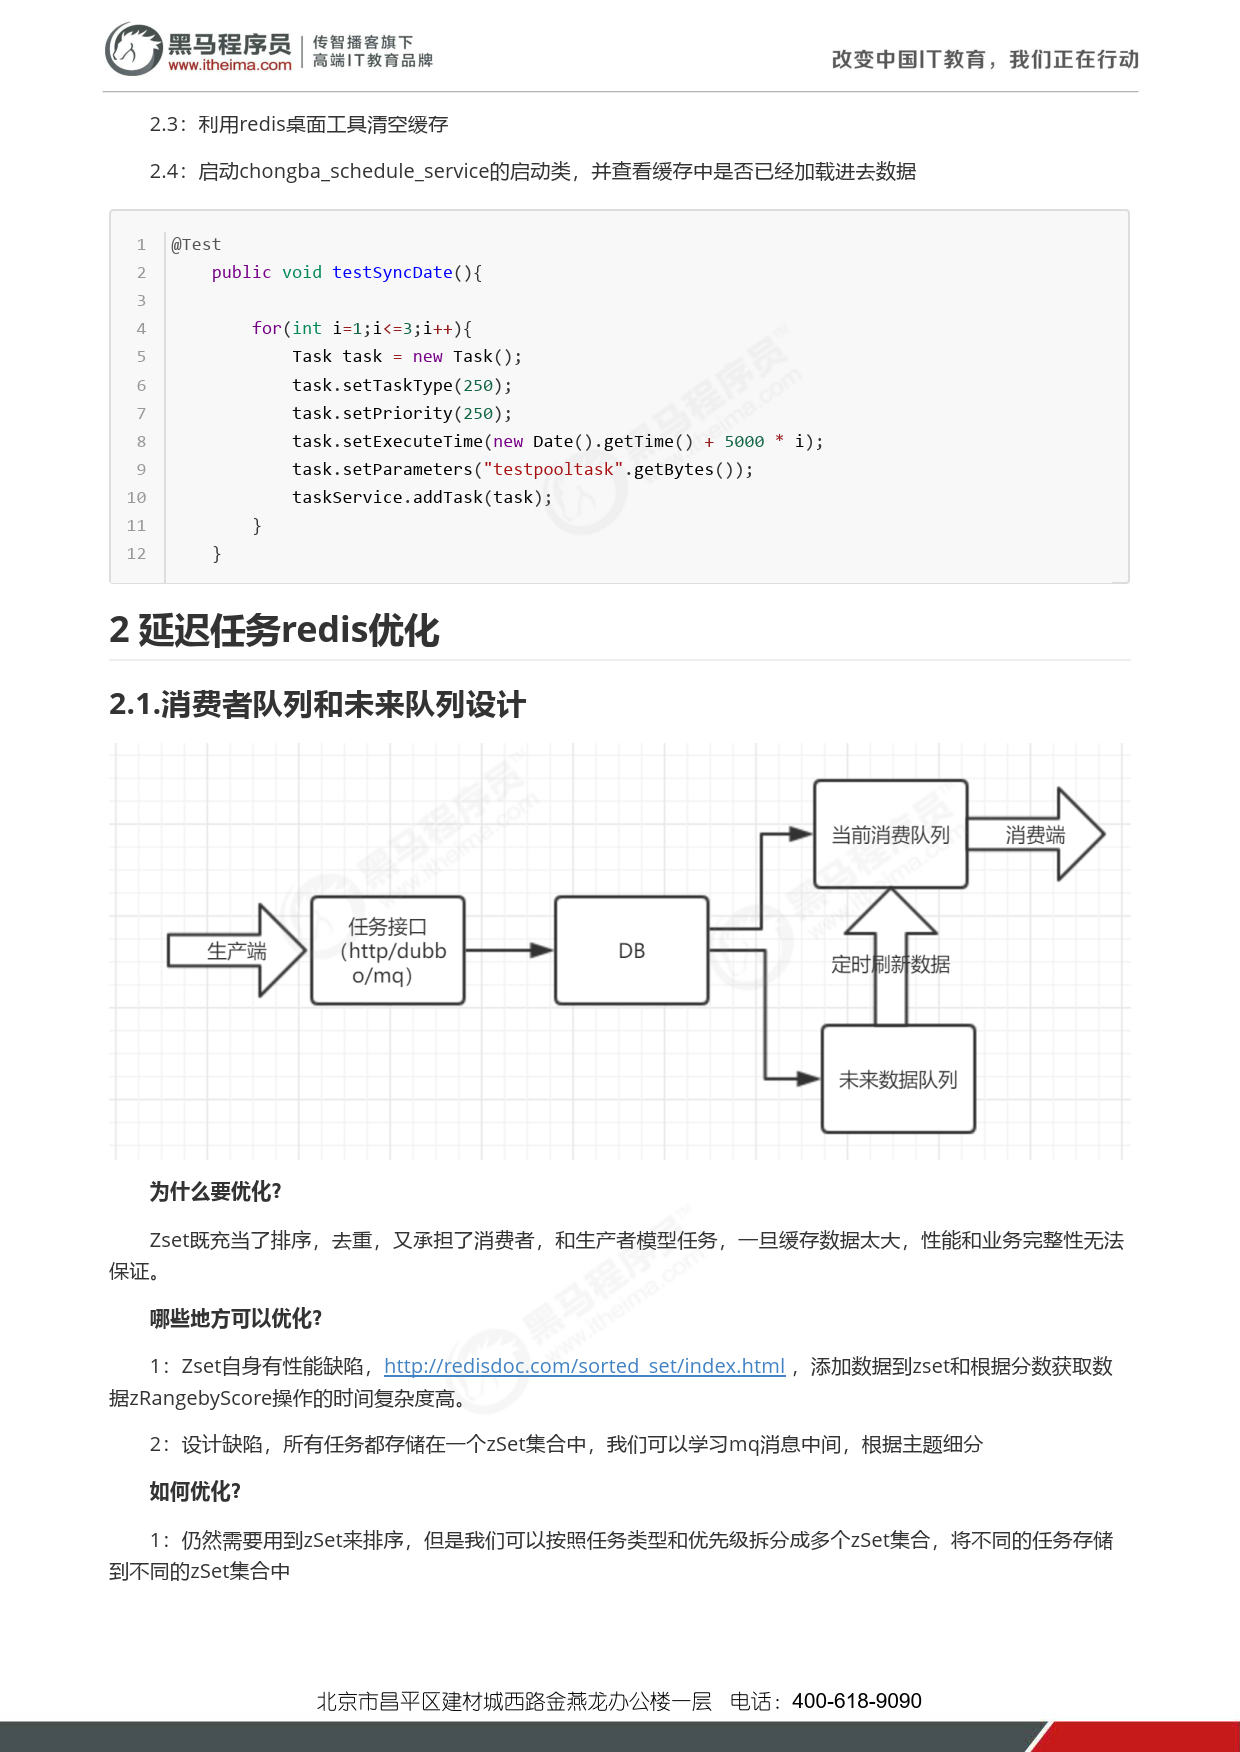 黑马程序员
www.itheima.com
传智播客旗下
高端IT教育品牌
改变中国IT教育，我们正在行动
2.3：利用redis桌面工具清空缓存
2.4：启动chongba_schedule_service的启动类，并查看缓存中是否已经加载进去数据
1 @Test
2 public void testSyncDate(){
3
4 for(int i=1;i<=3;i++){
5 Task task = new Task();
6 task.setTaskType(250);
7 task.setPriority(250);
8 task.setExecuteTime(new Date().getTime() + 5000 * i);
9 task.setParameters("testpooltask".getBytes());
10 taskService.addTask(task);
11 }
12 }
2 延迟任务redis优化
2.1.消费者队列和未来队列设计
生产端
任务接口
（http/dubb
o/mq）
DB
当前消费队列
消费端
定时刷新数据
未来数据队列
为什么要优化?
Zset既充当了排序，去重，又承担了消费者，和生产者模型任务，一旦缓存数据太大，性能和业务完整性无法
保证。
哪些地方可以优化?
1：Zset自身有性能缺陷，http://redisdoc.com/sorted_set/index.html ，添加数据到zset和根据分数获取数
据zRangebyScore操作的时间复杂度高。
2：设计缺陷，所有任务都存储在一个zSet集合中，我们可以学习mq消息中间，根据主题细分
如何优化?
1：仍然需要用到zSet来排序，但是我们可以按照任务类型和优先级拆分成多个zSet集合，将不同的任务存储
到不同的zSet集合中
北京市昌平区建材城西路金燕龙办公楼一层 电话：400-618-9090